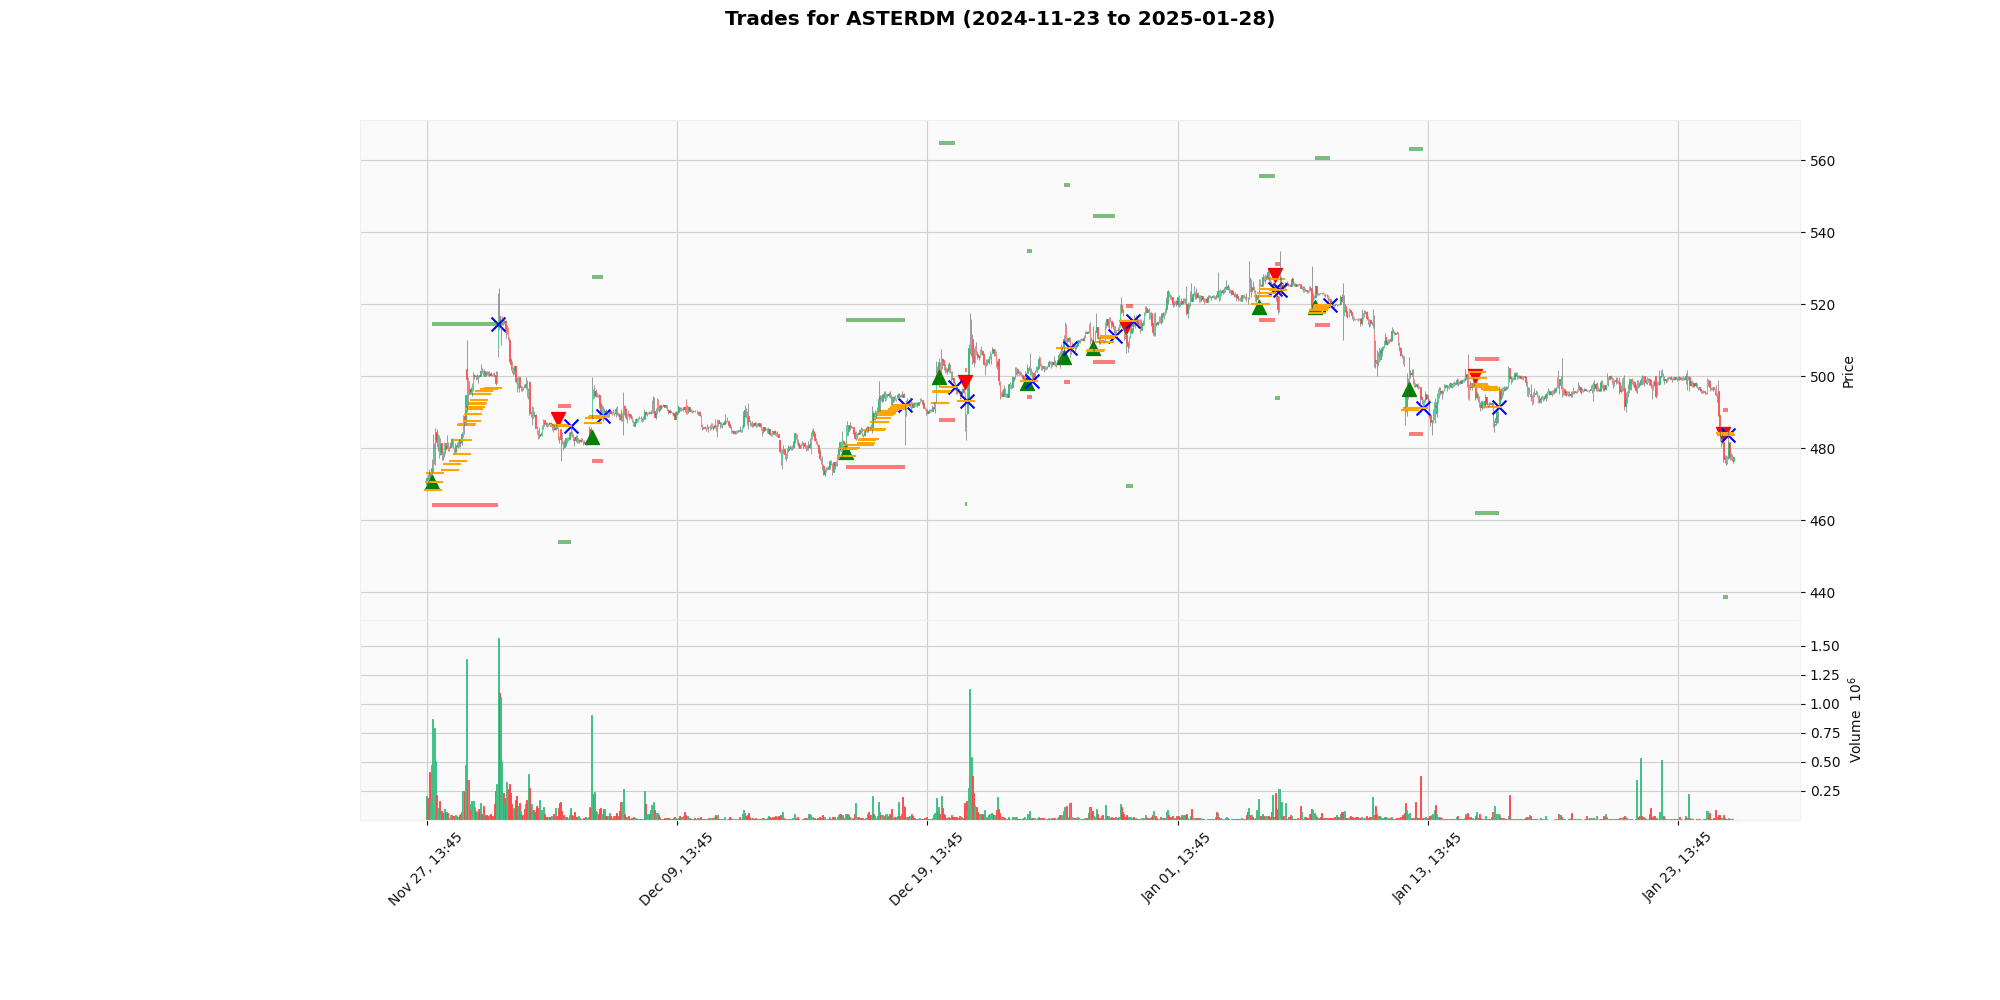 Trades for ASTERDM (2024-11-23 to 2025-01-28)
560
540
520
500
480
460
440
Price
1.50
1.25
1.00
0.75
0.50
0.25
Volume 10^6
Nov 27, 13:45
Dec 09, 13:45
Dec 19, 13:45
Jan 01, 13:45
Jan 13, 13:45
Jan 23, 13:45